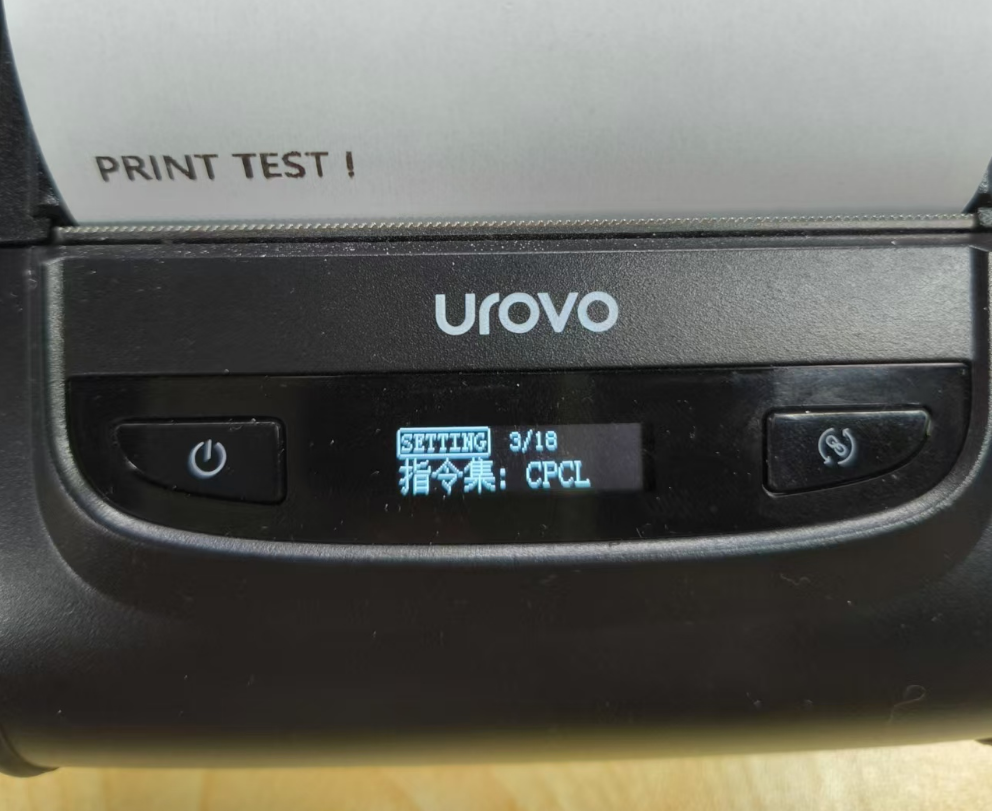 PRINT TEST !
urovo
SETTING 3/18
指令集: CPCL